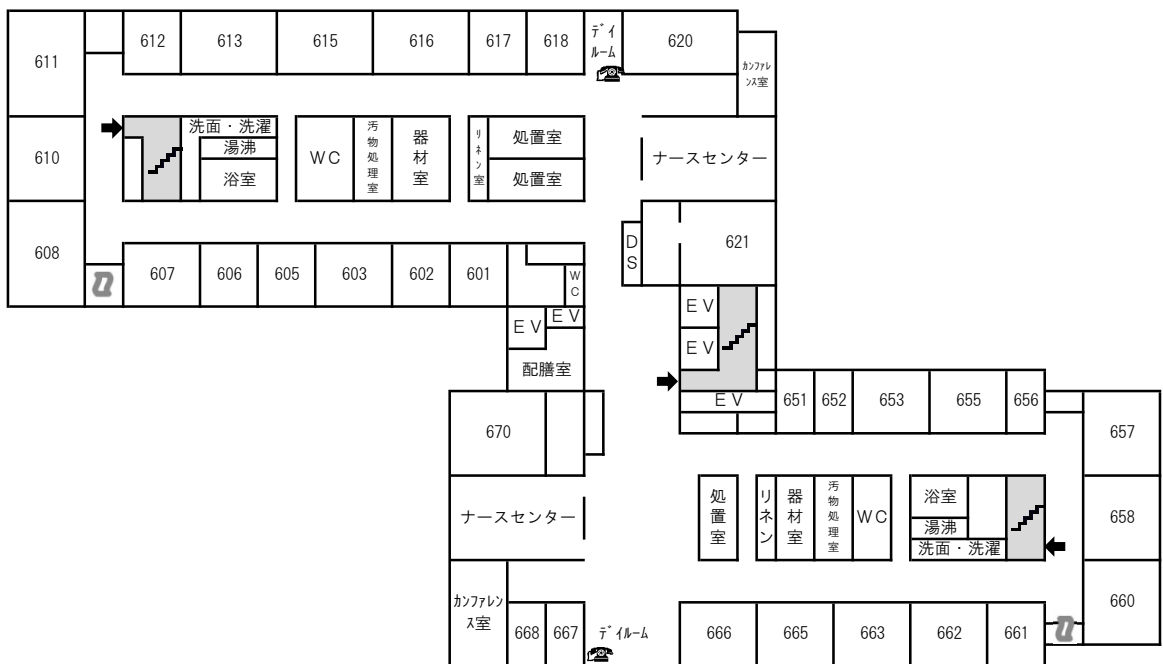 611
612
613
615
616
617
618
ﾃﾞｲ
ﾙｰﾑ
620
ｶﾝﾌｧﾚ
ﾝｽ室
610
洗面・洗濯
湯沸
浴室
ＷＣ
汚物処理室
器材室
リネン室
処置室
処置室
ナースセンター
608
607
606
605
603
602
601
ＷＣ
ＤＳ
621
ＥＶ
ＥＶ
ＥＶ
ＥＶ
配膳室
ＥＶ
651
652
653
655
656
657
670
ナースセンター
処置室
リネン
器材室
汚物処理室
ＷＣ
浴室
湯沸
洗面・洗濯
658
660
ｶﾝﾌｧﾚﾝ
ｽ室
668
667
ﾃﾞｲﾙｰﾑ
666
665
663
662
661